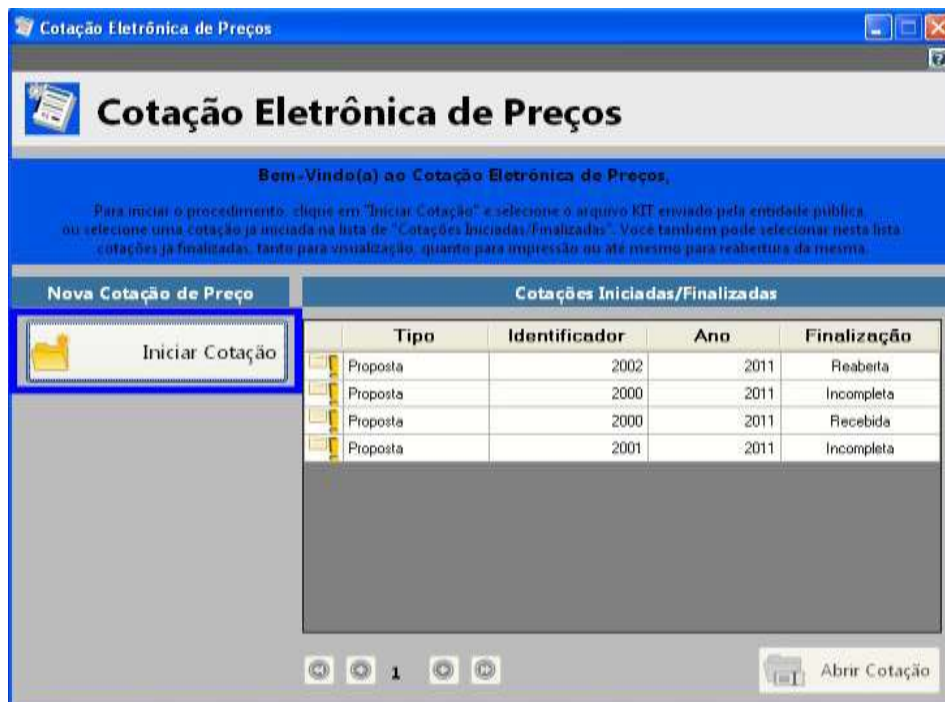 Cotação Eletrônica de Preços
Cotação Eletrônica de Preços
Bem-Vindo(a) ao Cotação Eletrônica de Preços,
Para iniciar o procedimento, clique em "Iniciar Cotação" e selecione o arquivo KIT enviado pela entidade pública,
ou selecione uma cotação ja iniciada na lista de "Cotações Iniciadas/Finalizadas". Você também pode selecionar nesta lista
cotações ja finalizadas, tanto para visualização, quanto para impressão ou até mesmo para reabertura da mesma.
Nova Cotação de Preço
Cotações Iniciadas/Finalizadas
Iniciar Cotação
Tipo Identificador Ano Finalização
Proposta 2002 2011 Reaberta
Proposta 2000 2011 Incompleta
Proposta 2000 2011 Recebida
Proposta 2001 2011 Incompleta
1
Abrir Cotação